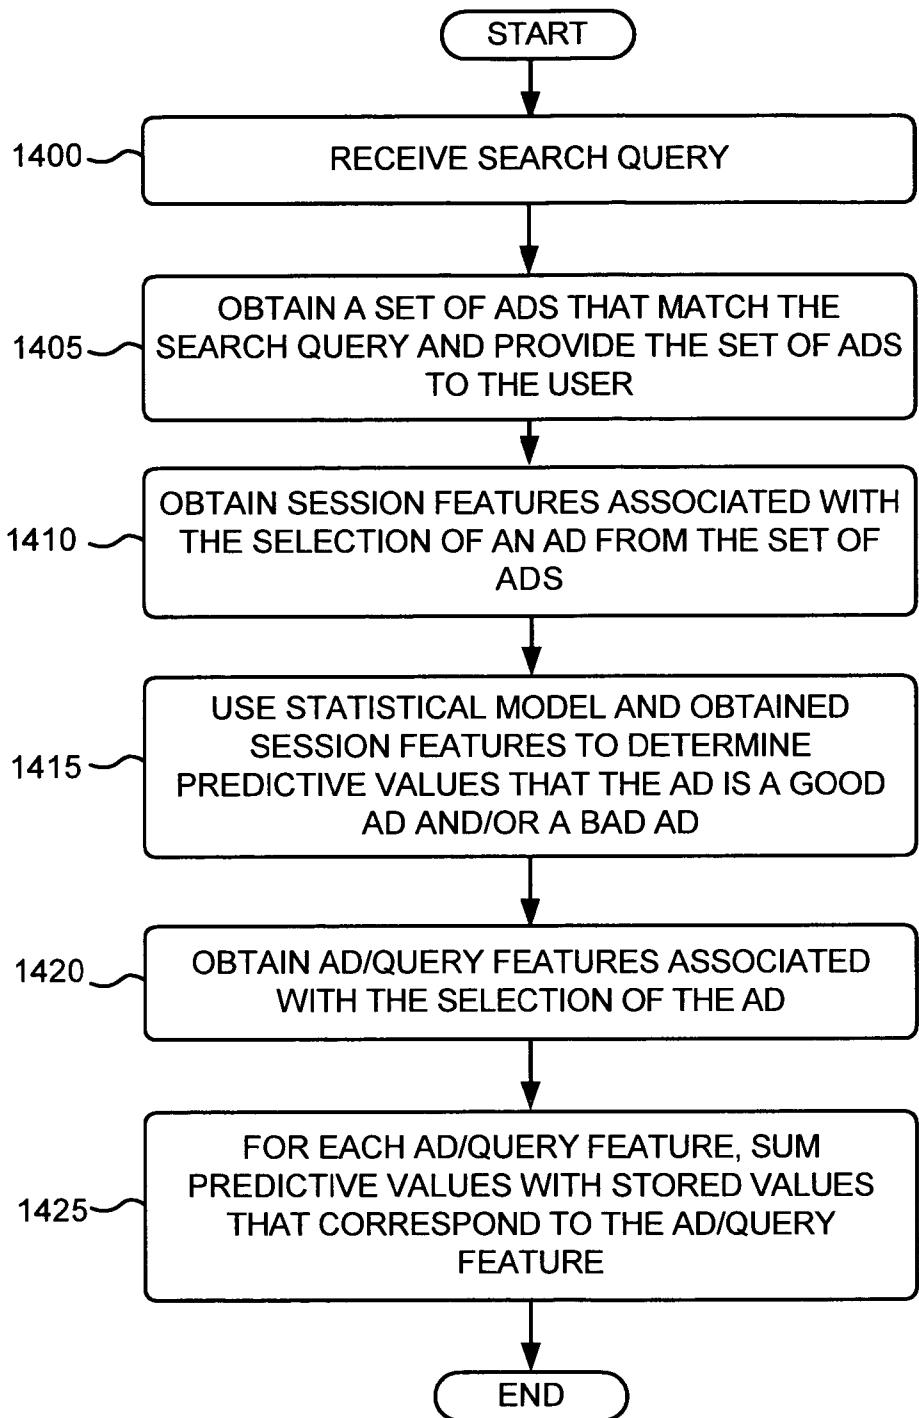 START
1400
RECEIVE SEARCH QUERY
1405
OBTAIN A SET OF ADS THAT MATCH THE
SEARCH QUERY AND PROVIDE THE SET OF ADS
TO THE USER
1410
OBTAIN SESSION FEATURES ASSOCIATED WITH
THE SELECTION OF AN AD FROM THE SET OF
ADS
1415
USE STATISTICAL MODEL AND OBTAINED
SESSION FEATURES TO DETERMINE
PREDICTIVE VALUES THAT THE AD IS A GOOD
AD AND/OR A BAD AD
1420
OBTAIN AD/QUERY FEATURES ASSOCIATED
WITH THE SELECTION OF THE AD
1425
FOR EACH AD/QUERY FEATURE, SUM
PREDICTIVE VALUES WITH STORED VALUES
THAT CORRESPOND TO THE AD/QUERY
FEATURE
END